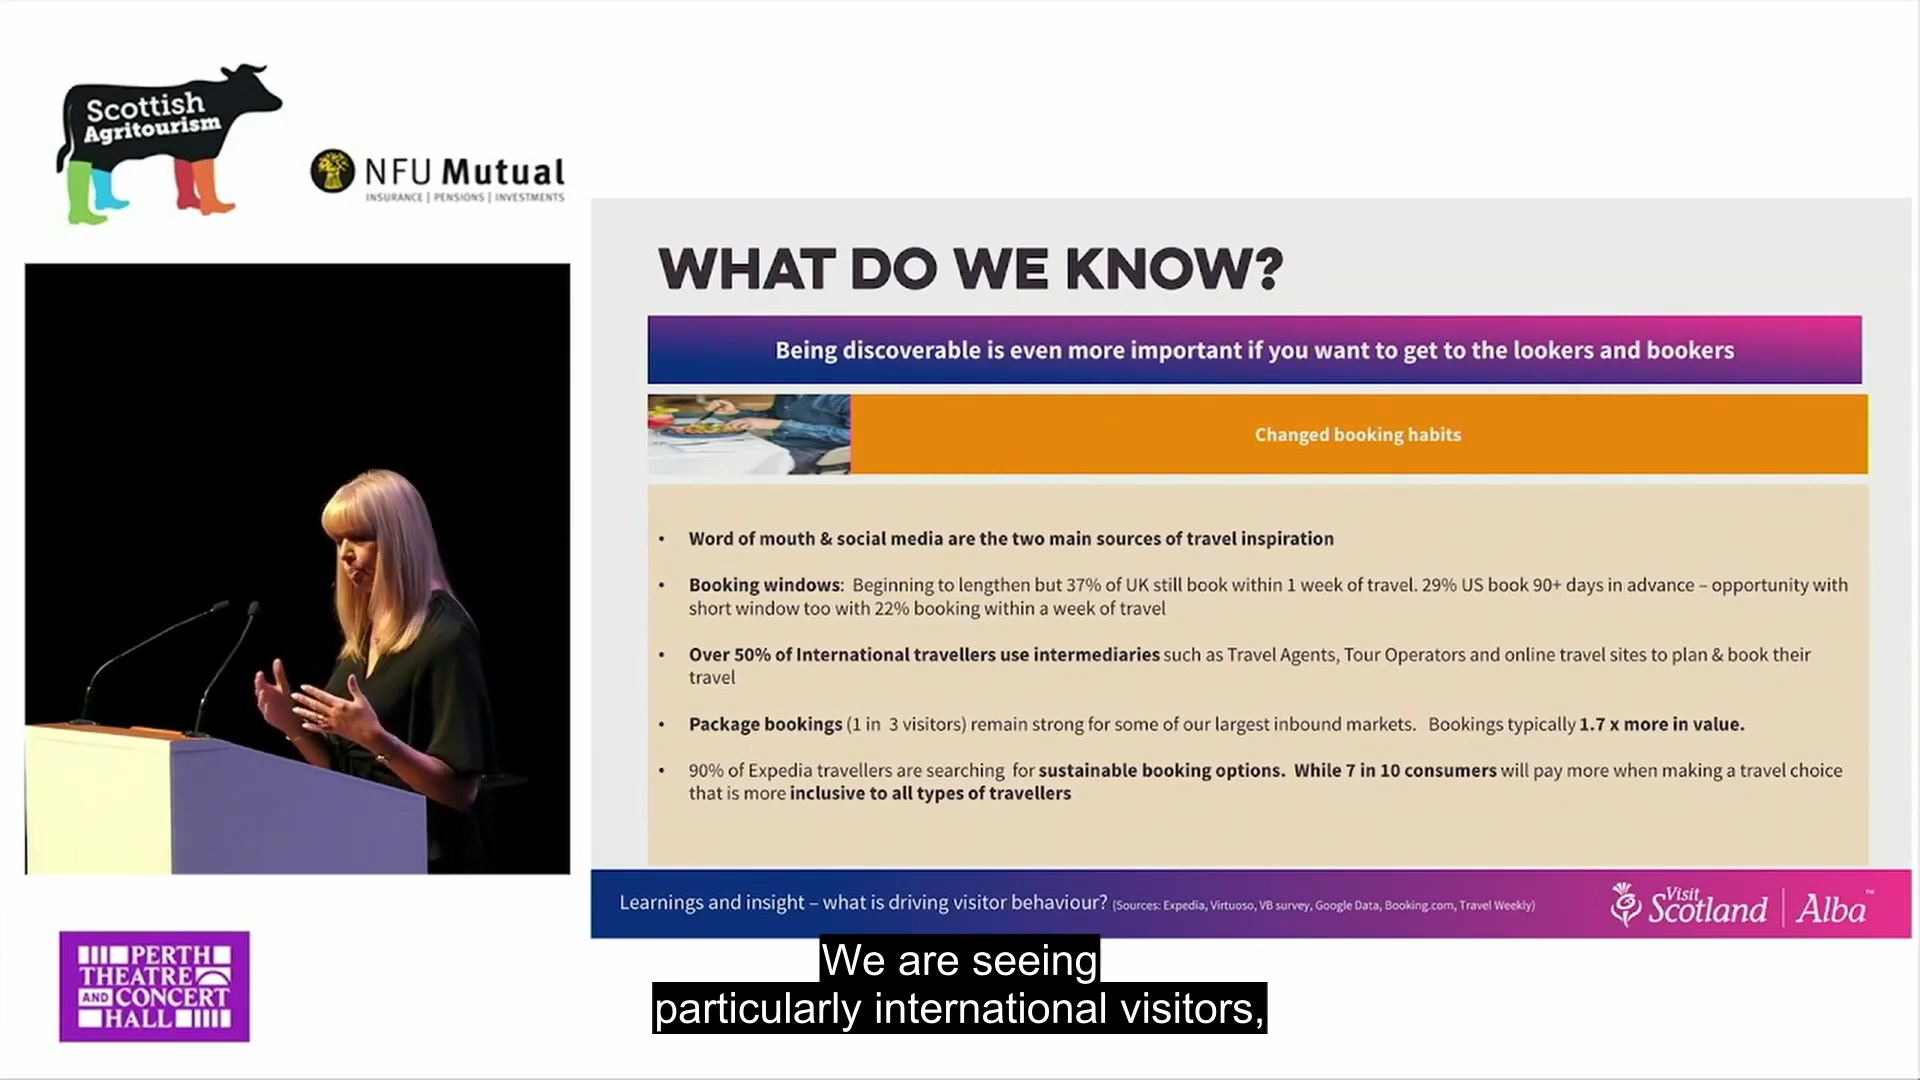 Scottish
Agritourism
NFU Mutual
INSURANCE | PENSIONS | INVESTMENTS
WHAT DO WE KNOW?
Being discoverable is even more important if you want to get to the lookers and bookers
Changed booking habits
• Word of mouth & social media are the two main sources of travel inspiration
• Booking windows: Beginning to lengthen but 37% of UK still book within 1 week of travel. 29% US book 90+ days in advance – opportunity with
short window too with 22% booking within a week of travel
• Over 50% of International travellers use intermediaries such as Travel Agents, Tour Operators and online travel sites to plan & book their
travel
• Package bookings (1 in 3 visitors) remain strong for some of our largest inbound markets. Bookings typically 1.7 x more in value.
• 90% of Expedia travellers are searching for sustainable booking options. While 7 in 10 consumers will pay more when making a travel choice
that is more inclusive to all types of travellers
Learnings and insight – what is driving visitor behaviour? (Sources: Expedia, Virtuoso, VB survey, Google Data, Booking.com, Travel Weekly)
Visit
Scotland | Alba™
PERTH
THEATRE
AND CONCERT
HALL
We are seeing
particularly international visitors,